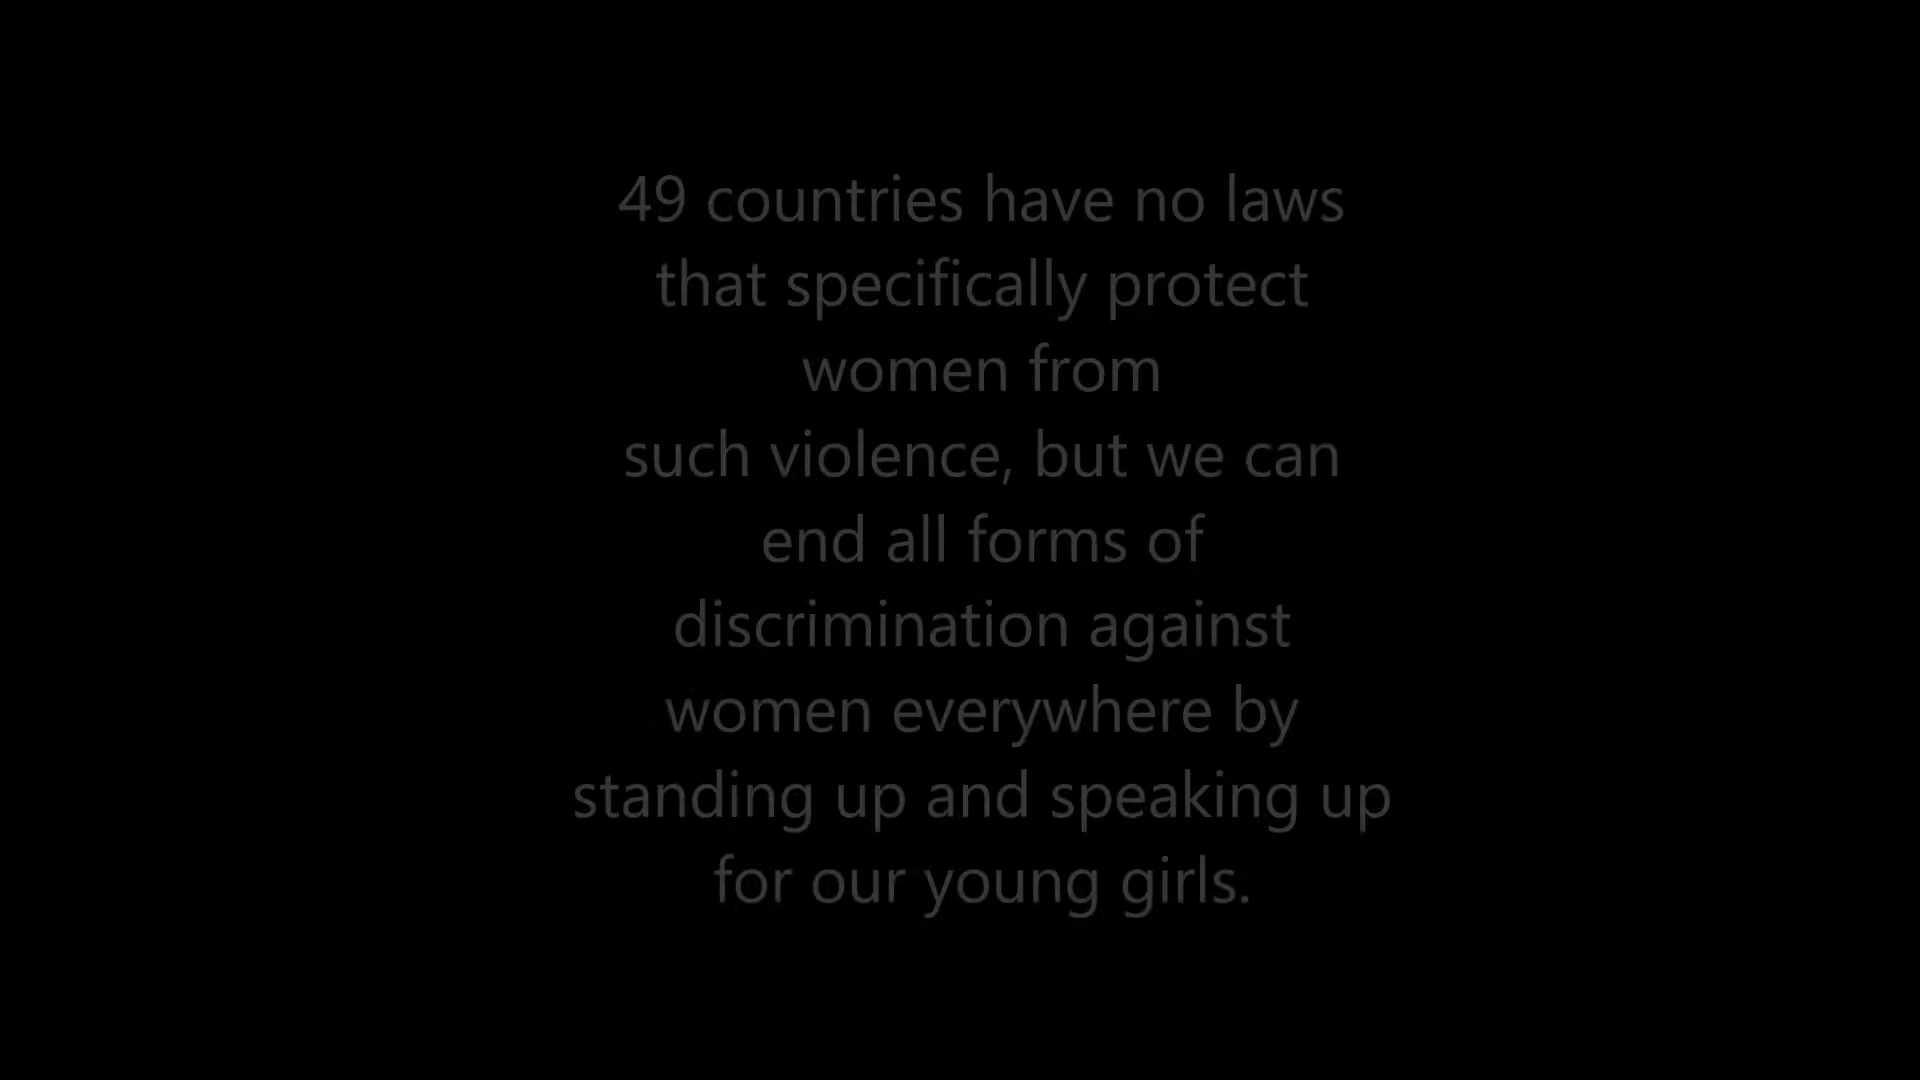 49 countries have no laws
that specifically protect
women from
such violence, but we can
end all forms of
discrimination against
women everywhere by
standing up and speaking up
for our young girls.